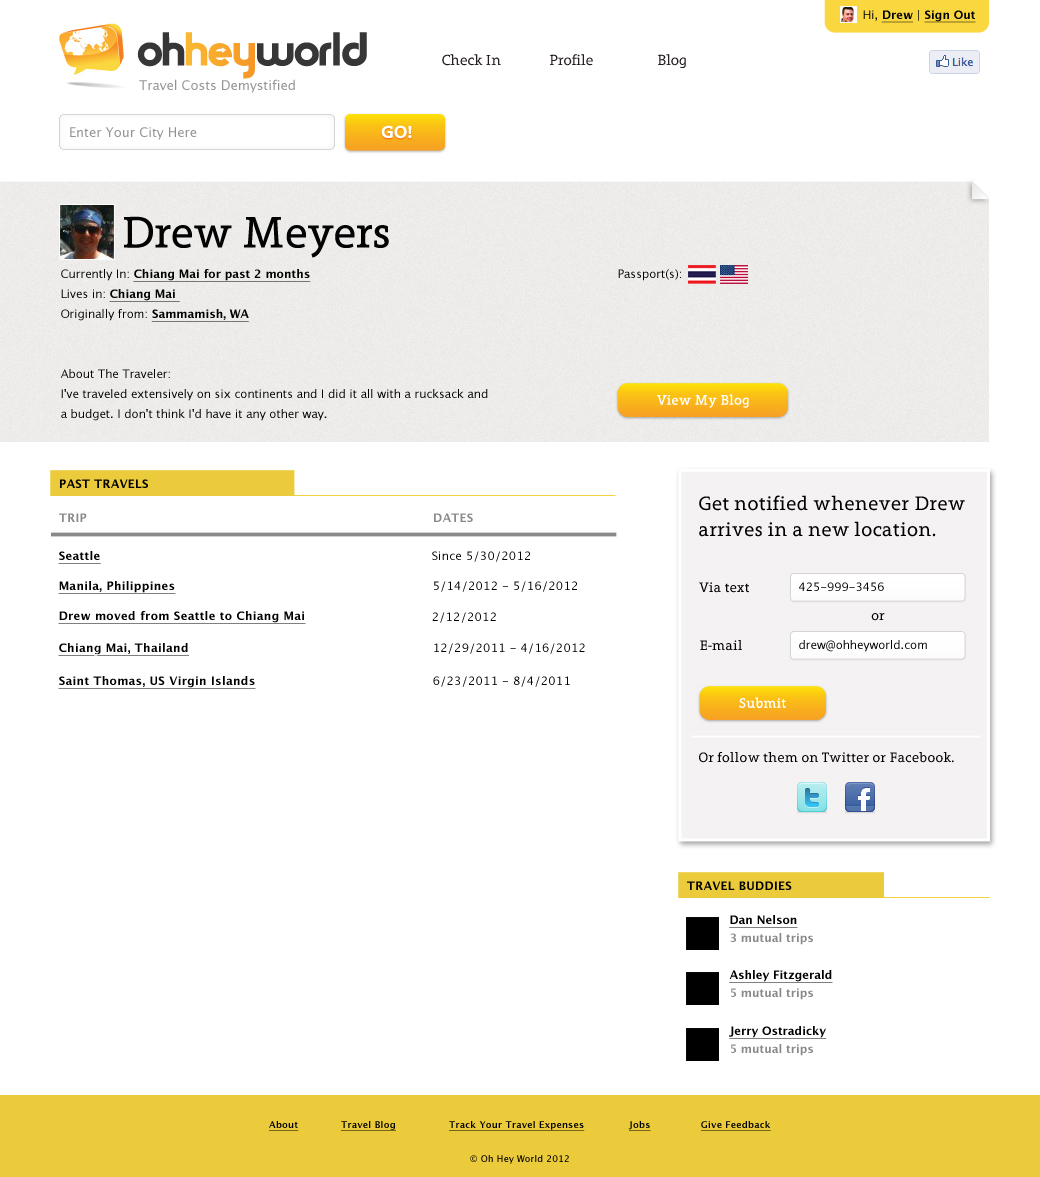 Hi, Drew | Sign Out
ohheyworld
Travel Costs Demystified
Check In
Profile
Blog
Like
Enter Your City Here
GO!
Drew Meyers
Currently In: Chiang Mai for past 2 months
Lives in: Chiang Mai
Originally from: Sammamish, WA
Passport(s):
About The Traveler:
I've traveled extensively on six continents and I did it all with a rucksack and
a budget. I don't think I'd have it any other way.
View My Blog
PAST TRAVELS
TRIP DATES
Seattle Since 5/30/2012
Manila, Philippines 5/14/2012 – 5/16/2012
Drew moved from Seattle to Chiang Mai 2/12/2012
Chiang Mai, Thailand 12/29/2011 – 4/16/2012
Saint Thomas, US Virgin Islands 6/23/2011 – 8/4/2011
Get notified whenever Drew
arrives in a new location.
Via text 425-999-3456
or
E-mail drew@ohheyworld.com
Submit
Or follow them on Twitter or Facebook.
TRAVEL BUDDIES
Dan Nelson
3 mutual trips
Ashley Fitzgerald
5 mutual trips
Jerry Ostradicky
5 mutual trips
About
Travel Blog
Track Your Travel Expenses
Jobs
Give Feedback
© Oh Hey World 2012